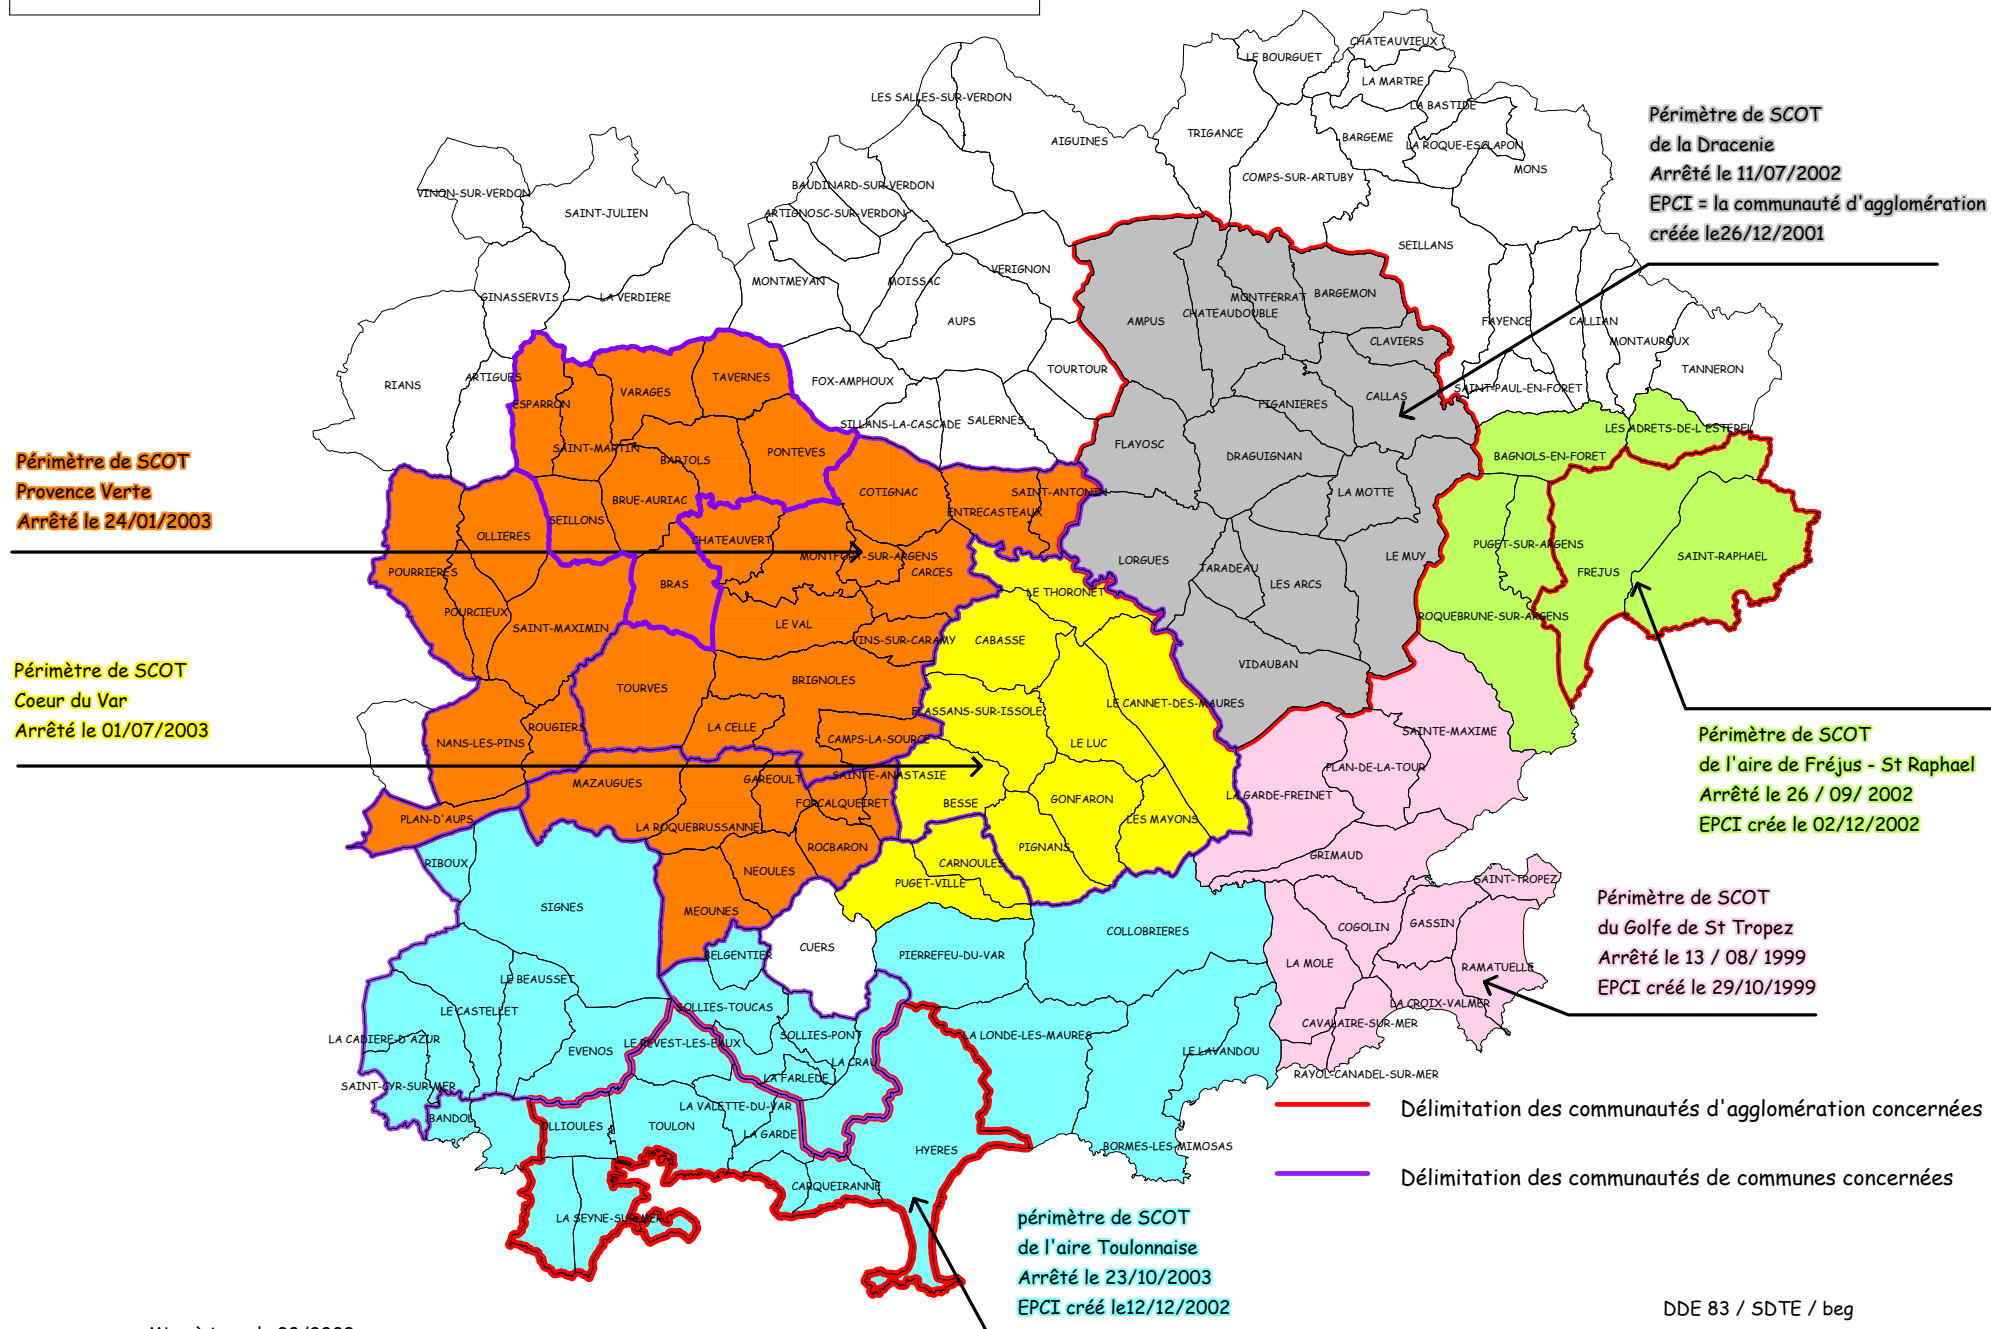 CHATEAUVIEUX
LE BOURGUET
LA MARTRE
LES SALLES-SUR-VERDON
LA BASTIDE
Périmètre de SCOT
de la Dracenie
Arrêté le 11/07/2002
EPCI = la communauté d'agglomération
créée le26/12/2001
TRIGANCE
BARGEME
AIGUINES
LA ROQUE-ESCLAPON
MONS
COMPS-SUR-ARTUBY
BAUDINARD-SUR-VERDON
VINON-SUR-VERDON
SAINT-JULIEN
ARTIGNOSC-SUR-VERDON
SEILLANS
VERIGNON
MONTMEYAN
MOISSAC
GINASSERVIS
LA VERDIERE
MONTFERRAT
BARGEMON
CHATEAUDOUBLE
AMPUS
AUPS
FAYENCE
CALLIAN
CLAVIERS
MONTAUROUX
TANNERON
RIANS
ARTIGUES
TAVERNES
FOX-AMPHOUX
TOURTOUR
ESPARRON
VARAGES
SAINT-PAUL-EN-FORET
CALLAS
PIGANIERES
SILLANS-LA-CASCADE
SALERNES
LES ADRETS-DE-L'ESTEREL
FLAYOSC
SAINT-MARTIN
BARJOLS
PONTEVES
DRAGUIGNAN
BAGNOLS-EN-FORET
Périmètre de SCOT
Provence Verte
Arrêté le 24/01/2003
COTIGNAC
SAINT-ANTONIN
LA MOTTE
BRUE-AURIAC
SEILLONS
ENTRECASTEAUX
OLLIERES
CHATEAUVERT
MONTFORT-SUR-ARGENS
PUGET-SUR-ARGENS
LE MUY
SAINT-RAPHAEL
POURRIERES
CARCES
LORGUES
TARADEAU
FREJUS
BRAS
LES ARCS
LE THORONET
POURCIEUX
SAINT-MAXIMIN
LE VAL
ROQUEBRUNE-SUR-ARGENS
VINS-SUR-CARAMY
CABASSE
VIDAUBAN
Périmètre de SCOT
Coeur du Var
Arrêté le 01/07/2003
TOURVES
BRIGNOLES
LE CANNET-DES-MAURES
FLASSANS-SUR-ISSOLE
ROUGIERS
LA CELLE
SAINTE-MAXIME
NANS-LES-PINS
CAMPS-LA-SOURCE
LE LUC
Périmètre de SCOT
de l'aire de Fréjus - St Raphael
Arrêté le 26 / 09/ 2002
EPCI crée le 02/12/2002
PLAN-DE-LA-TOUR
MAZAUGUES
GAREOULT
SAINTE-ANASTASIE
LA GARDE-FREINET
FORCALQUEIRET
BESSE
GONFARON
PLAN-D'AUPS
LA ROQUEBRUSSANNE
LES MAYONS
ROCBARON
PIGNANS
GRIMAUD
RIBOUX
CARNOULES
NEOULES
PUGET-VILLE
SAINT-TROPEZ
Périmètre de SCOT
du Golfe de St Tropez
Arrêté le 13 / 08/ 1999
EPCI créé le 29/10/1999
SIGNES
MEOUNES
COGOLIN
GASSIN
COLLOBRIERES
CUERS
BELGENTIER
PIERREFEU-DU-VAR
LA MOLE
RAMATUELLE
LE BEAUSSET
LA CROIX-VALMER
LE CASTELLET
SOLLIES-TOUCAS
CAVALAIRE-SUR-MER
LA CADIERE-D'AZUR
SOLLIES-PONT
LA LONDE-LES-MAURES
EVENOS
LE REVEST-LES-EAUX
LE LAVANDOU
LA CRAU
RAYOL-CANADEL-SUR-MER
LA FARLEDE
SAINT-CYR-SUR-MER
LA VALETTE-DU-VAR
Délimitation des communautés d'agglomération concernées
BANDOL
OLLIOULES
TOULON
LA GARDE
BORMES-LES-MIMOSAS
HYERES
Délimitation des communautés de communes concernées
CARQUEIRANNE
LA SEYNE-SUR-MER
périmètre de SCOT
de l'aire Toulonnaise
Arrêté le 23/10/2003
EPCI créé le12/12/2002
DDE 83 / SDTE / beg